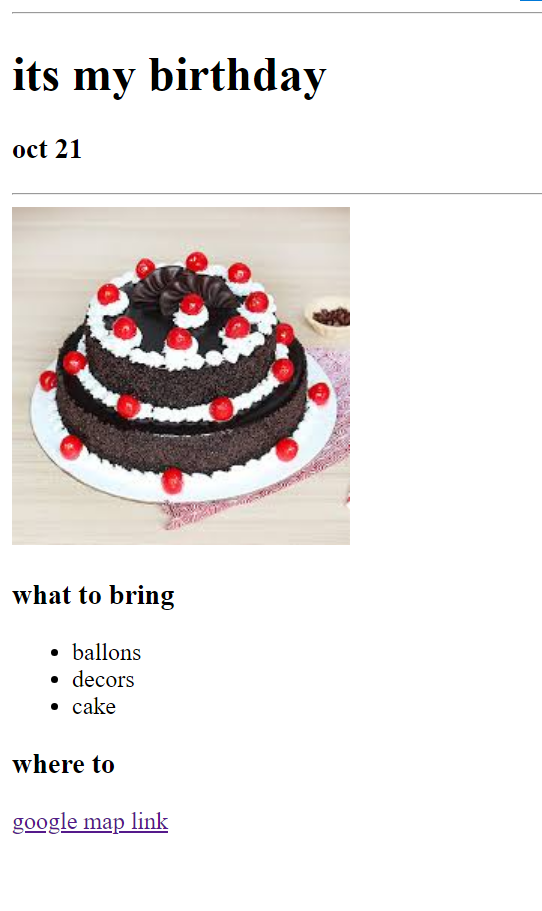 its my birthday
oct 21
what to bring
ballons
decors
cake
where to
google map link